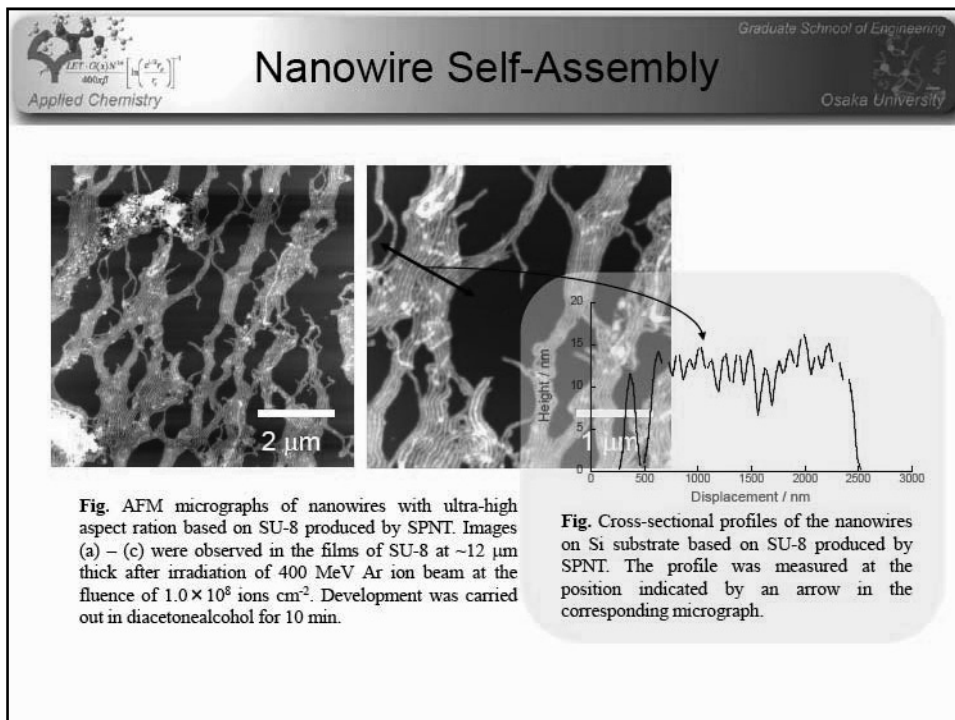 Graduate School of Engineering
Nanowire Self-Assembly
Applied Chemistry
Osaka University
2 μm
1 μm
Height / nm
20
15
10
5
0
0 500 1000 1500 2000 2500 3000
Displacement / nm
Fig. AFM micrographs of nanowires with ultra-high
aspect ration based on SU-8 produced by SPNT. Images
(a) – (c) were observed in the films of SU-8 at ~12 μm
thick after irradiation of 400 MeV Ar ion beam at the
fluence of 1.0 × 10⁸ ions cm⁻². Development was carried
out in diacetonealcohol for 10 min.
Fig. Cross-sectional profiles of the nanowires
on Si substrate based on SU-8 produced by
SPNT. The profile was measured at the
position indicated by an arrow in the
corresponding micrograph.